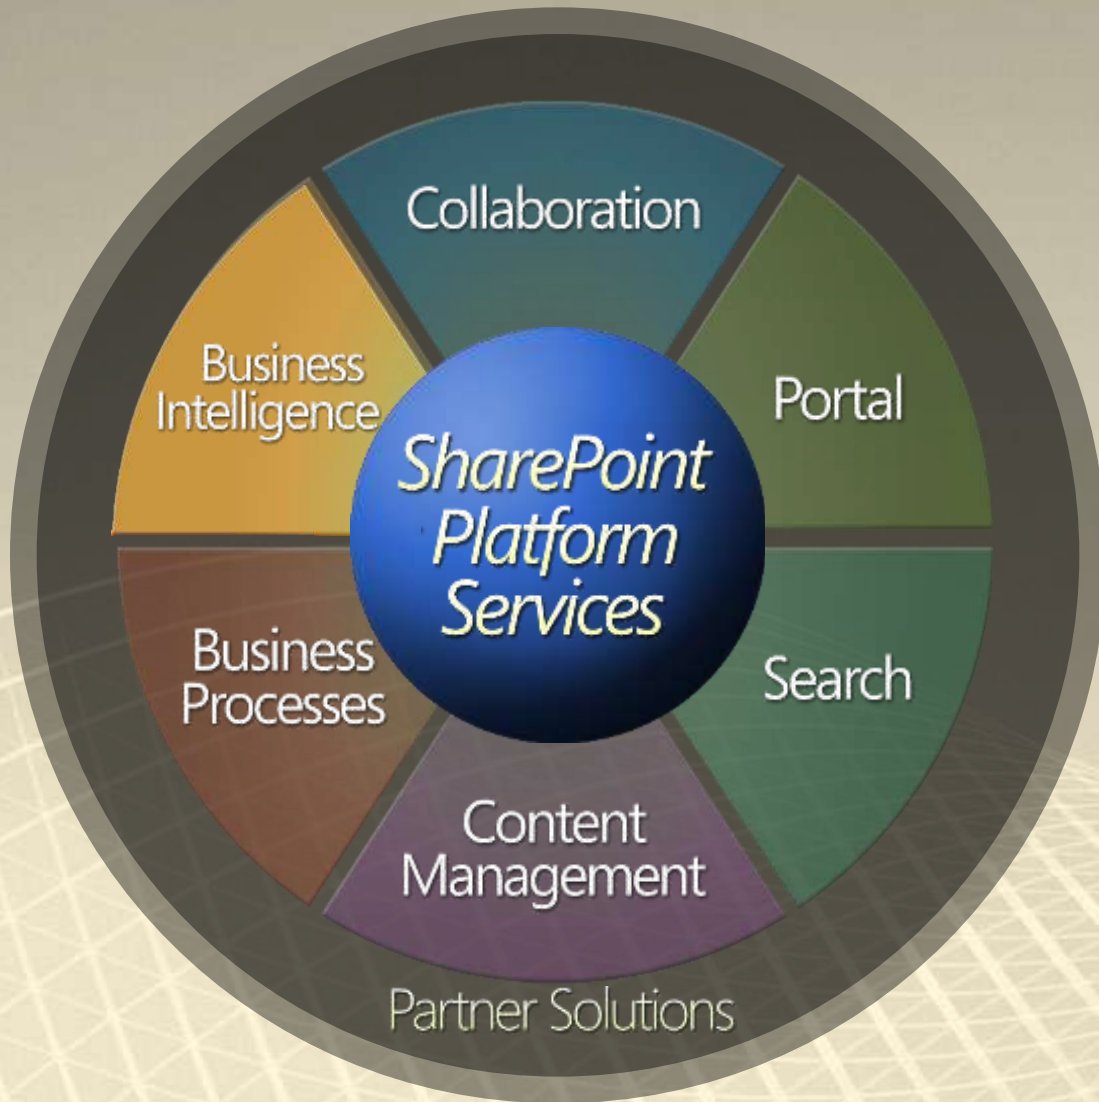 Collaboration
Business
Intelligence
Portal
SharePoint
Platform
Services
Business
Processes
Search
Content
Management
Partner Solutions